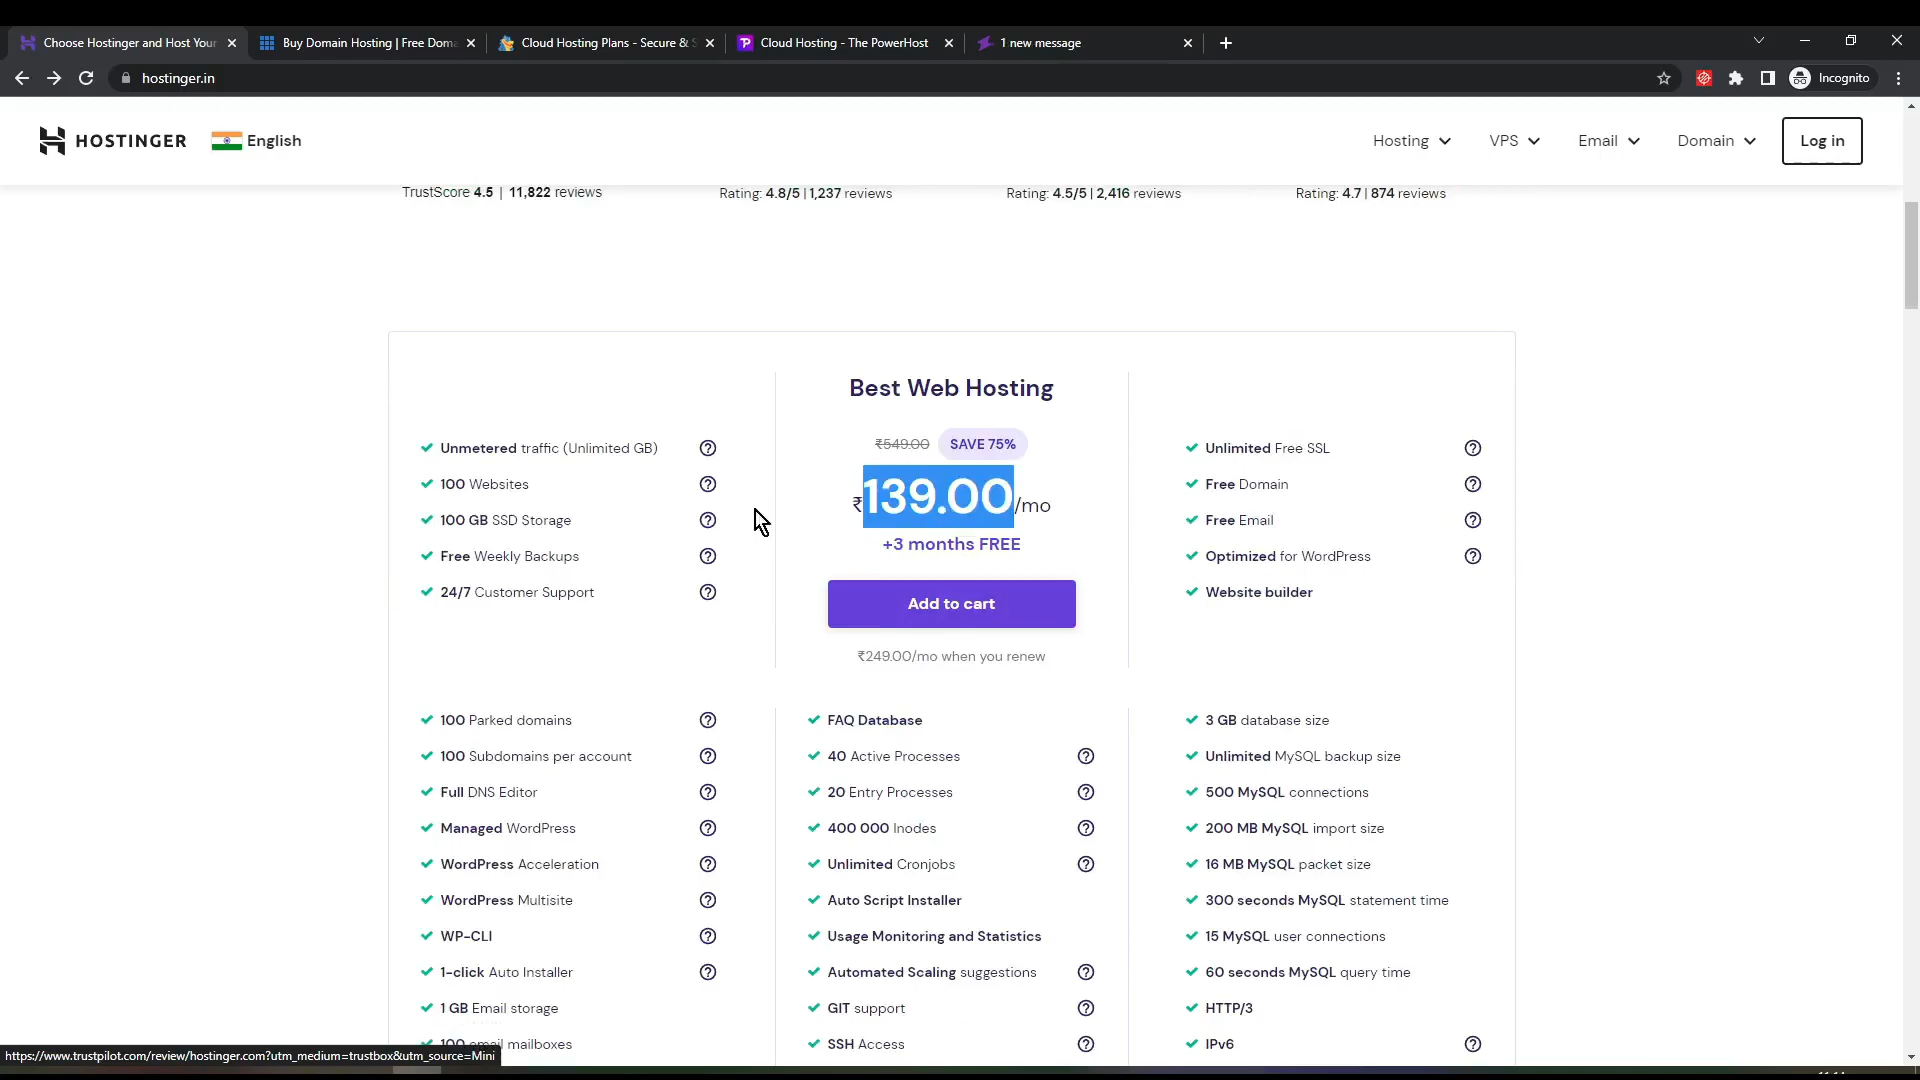 Choose Hostinger and Host Your
Buy Domain Hosting | Free Doma
Cloud Hosting Plans - Secure & S
Cloud Hosting - The PowerHost
1 new message
hostinger.in
Incognito
HOSTINGER
English
Hosting
VPS
Email
Domain
Log in
TrustScore 4.5 | 11,822 reviews
Rating: 4.8/5 | 1,237 reviews
Rating: 4.5/5 | 2,416 reviews
Rating: 4.7 | 874 reviews
Unmetered traffic (Unlimited GB)
100 Websites
100 GB SSD Storage
Free Weekly Backups
24/7 Customer Support
Best Web Hosting
₹549.00 SAVE 75%
₹139.00/mo
+3 months FREE
Add to cart
₹249.00/mo when you renew
Unlimited Free SSL
Free Domain
Free Email
Optimized for WordPress
Website builder
100 Parked domains
100 Subdomains per account
Full DNS Editor
Managed WordPress
WordPress Acceleration
WordPress Multisite
WP-CLI
1-click Auto Installer
1 GB Email storage
100 email mailboxes
FAQ Database
40 Active Processes
20 Entry Processes
400 000 Inodes
Unlimited Cronjobs
Auto Script Installer
Usage Monitoring and Statistics
Automated Scaling suggestions
GIT support
SSH Access
3 GB database size
Unlimited MySQL backup size
500 MySQL connections
200 MB MySQL import size
16 MB MySQL packet size
300 seconds MySQL statement time
15 MySQL user connections
60 seconds MySQL query time
HTTP/3
IPv6
https://www.trustpilot.com/review/hostinger.com?utm_medium=trustbox&utm_source=Mini